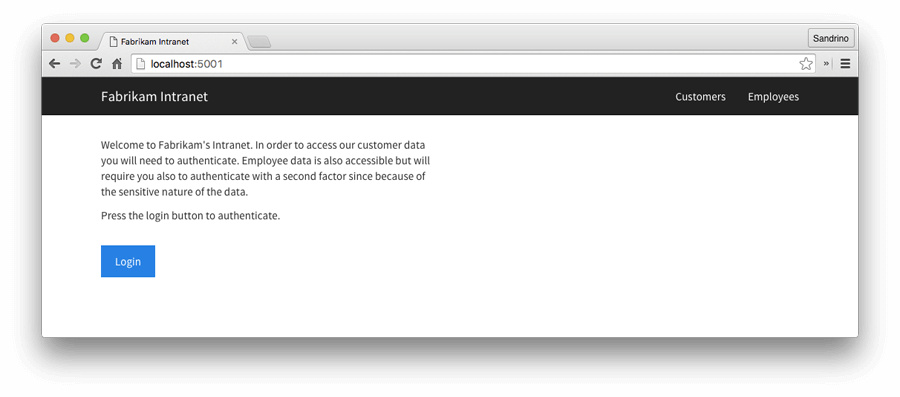 Fabrikam Intranet
Sandrino
localhost:5001
Fabrikam Intranet
Customers
Employees
Welcome to Fabrikam's Intranet. In order to access our customer data
you will need to authenticate. Employee data is also accessible but will
require you also to authenticate with a second factor since because of
the sensitive nature of the data.
Press the login button to authenticate.
Login